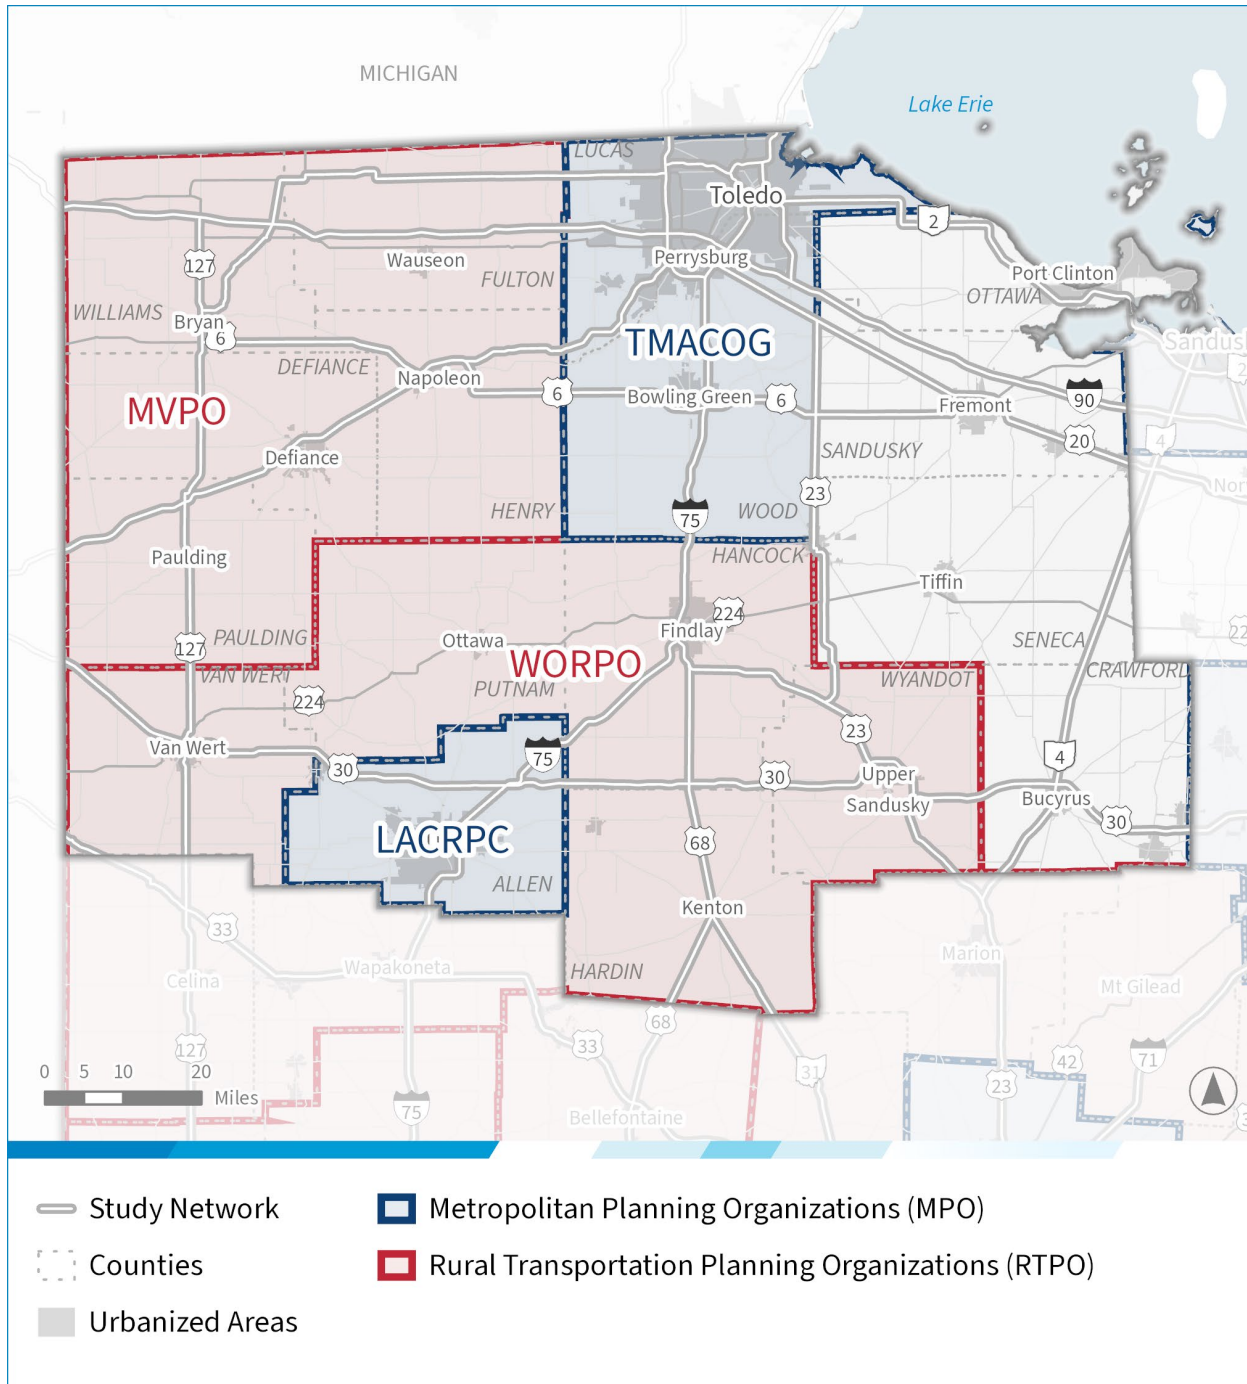 MICHIGAN
Lake Erie
LUCAS
Toledo
2
Wauseon
Perrysburg
127
FULTON
Port Clinton
OTTAWA
WILLIAMS
Bryan
6
TMACOG
Sandusk
2
DEFIANCE
Napoleon
6
Bowling Green
6
Fremont
90
MVPO
4
20
Defiance
SANDUSKY
23
Nor
HENRY
75
WOOD
HANCOCK
Paulding
Tiffin
224
PAULDING
127
Ottawa
Findlay
SENECA
22
WORPO
CRAWFORD
VAN WERT
PUTNAM
WYANDOT
224
23
Van Wert
75
30
30
Upper
Sandusky
4
Bucyrus
30
LACRPC
68
ALLEN
Kenton
33
Wapakoneta
Marion
Celina
HARDIN
Mt Gilead
68
127
33
42
71
0 5 10 20
Miles
31
23
75
Bellefontaine
Study Network
Metropolitan Planning Organizations (MPO)
Counties
Rural Transportation Planning Organizations (RTPO)
Urbanized Areas